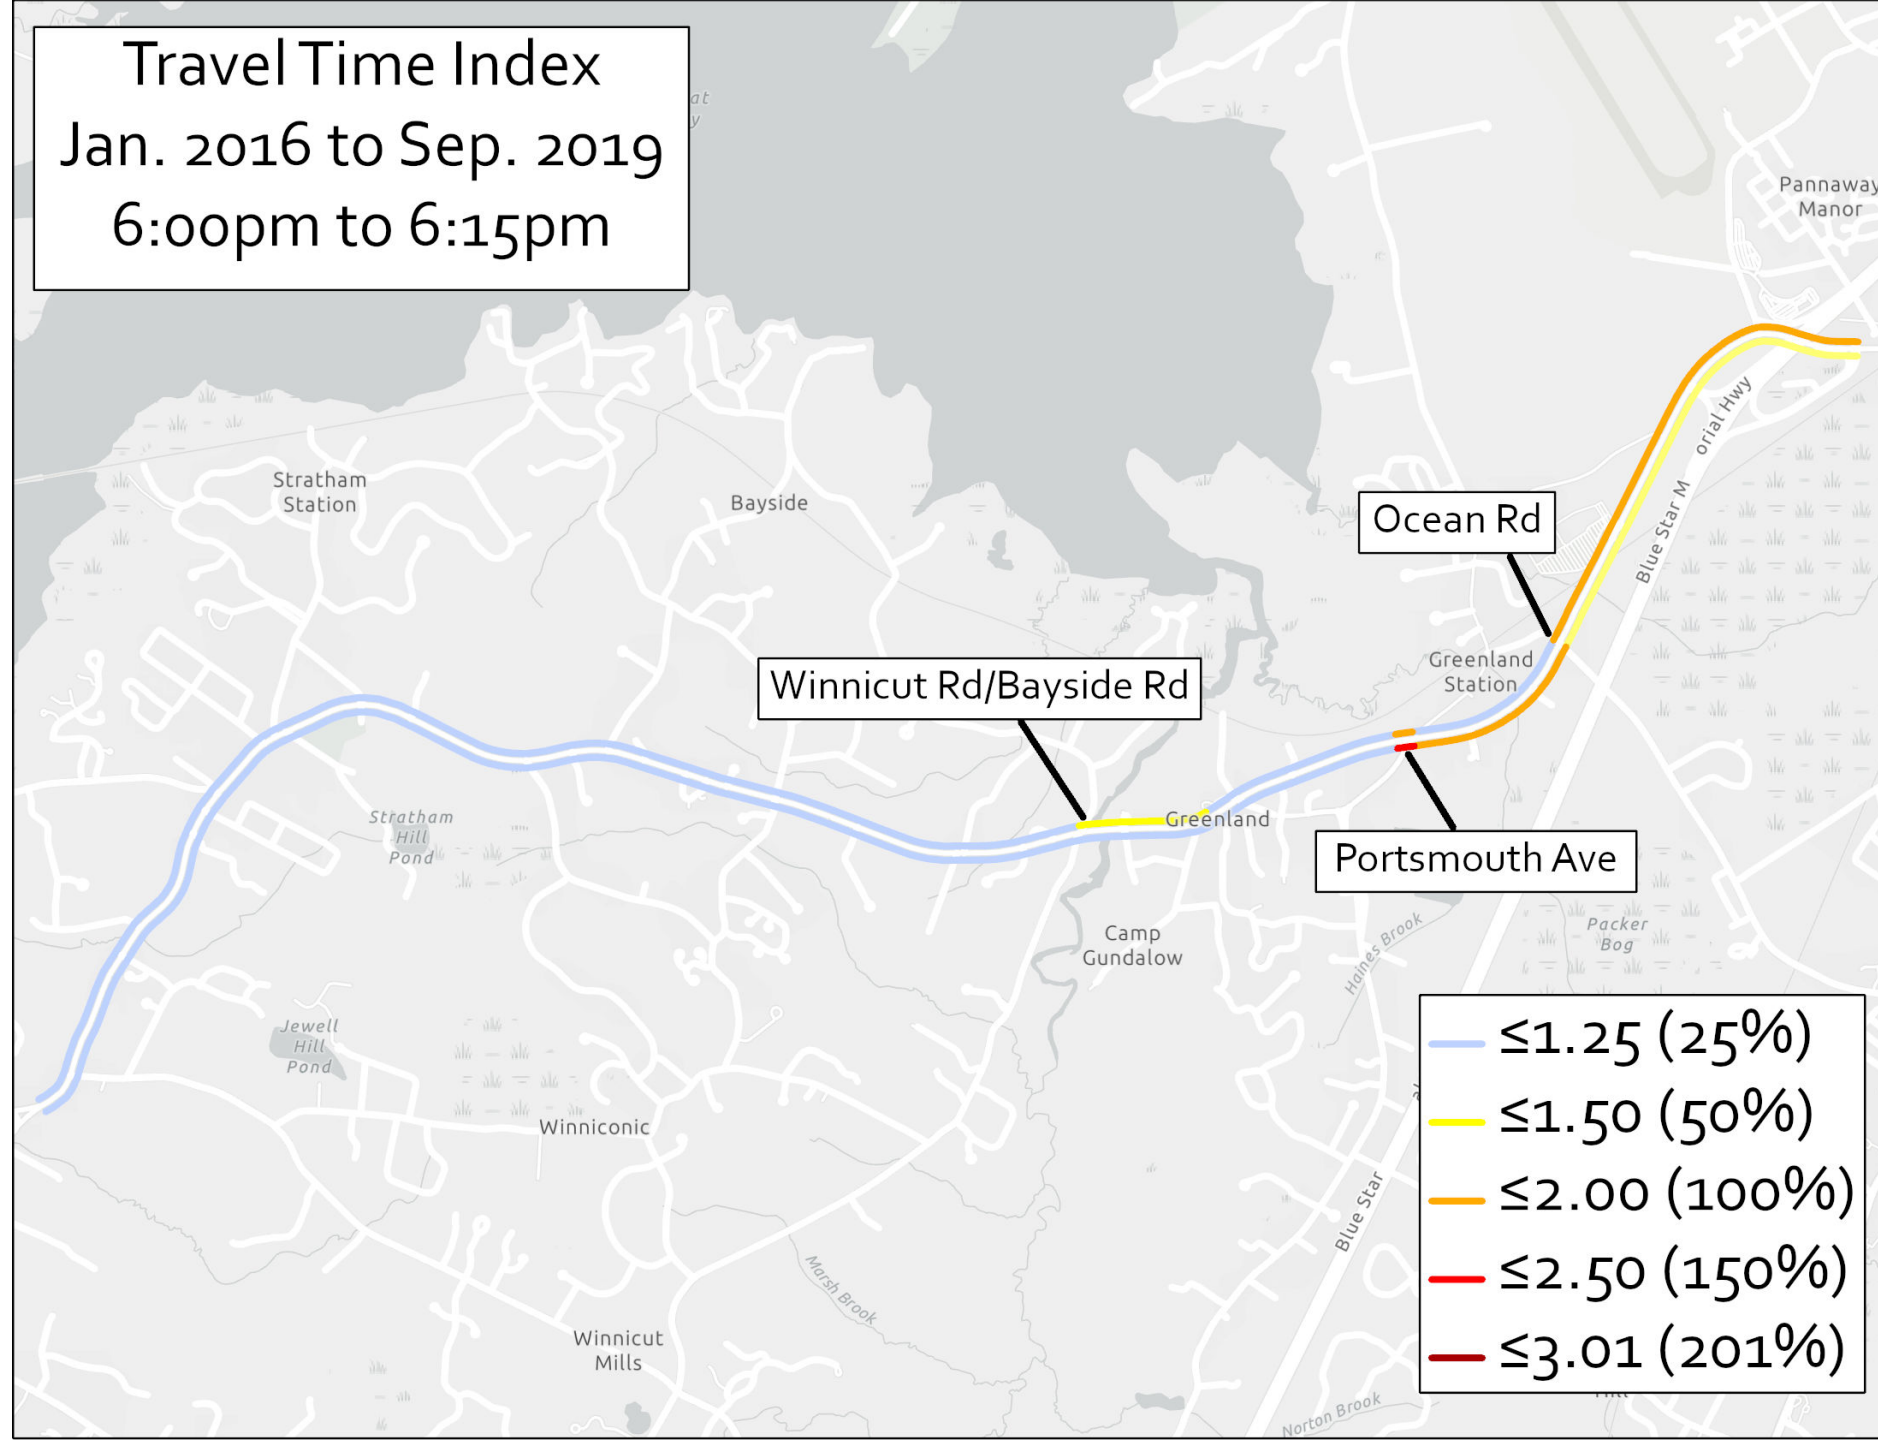 Travel Time Index
Jan. 2016 to Sep. 2019
6:00pm to 6:15pm
at
y
Pannaway
Manor
orial Hwy
Blue Star M
Stratham
Station
Bayside
Ocean Rd
Greenland
Station
Winnicut Rd/Bayside Rd
Greenland
Portsmouth Ave
Stratham
Hill
Pond
Camp
Gundalow
Haines Brook
Packer
Bog
Jewell
Hill
Pond
Winniconic
Blue Star
Marsh Brook
Winnicut
Mills
Norton Brook
≤1.25 (25%)
≤1.50 (50%)
≤2.00 (100%)
≤2.50 (150%)
≤3.01 (201%)